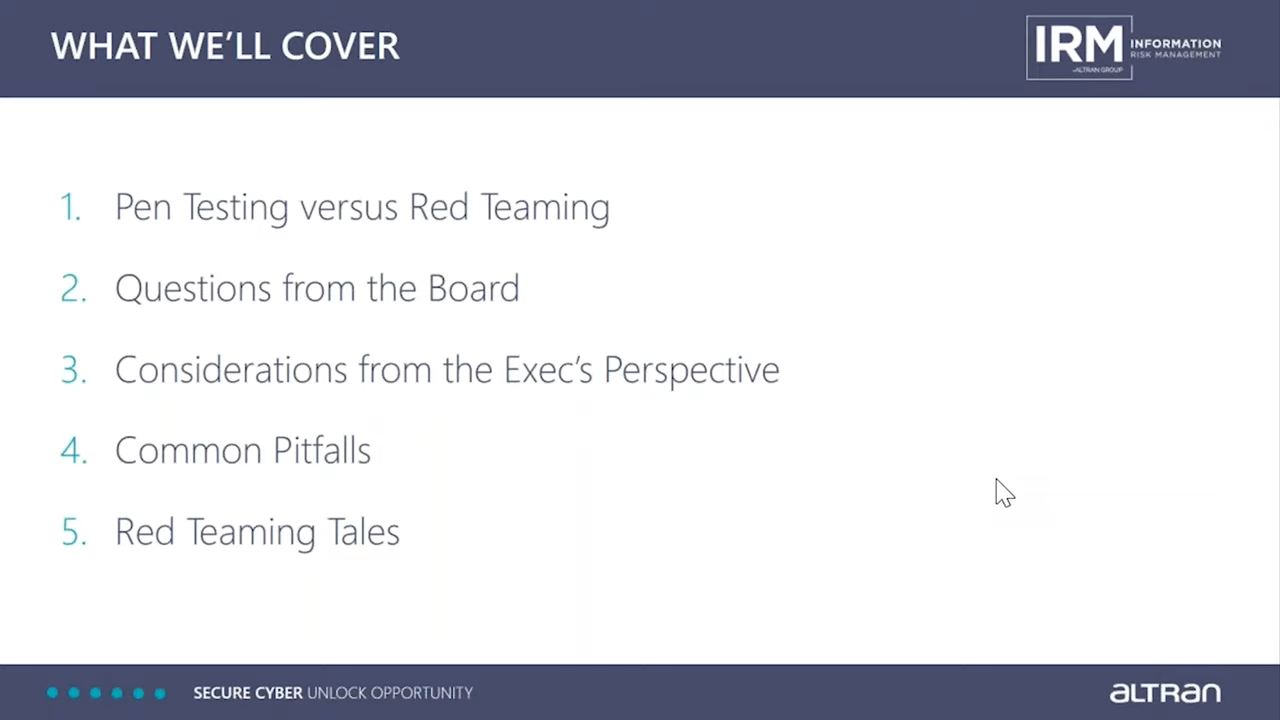 WHAT WE'LL COVER
IRM INFORMATION
RISK MANAGEMENT
ALTRAN GROUP
1. Pen Testing versus Red Teaming
2. Questions from the Board
3. Considerations from the Exec's Perspective
4. Common Pitfalls
5. Red Teaming Tales
SECURE CYBER UNLOCK OPPORTUNITY
ALTRAN